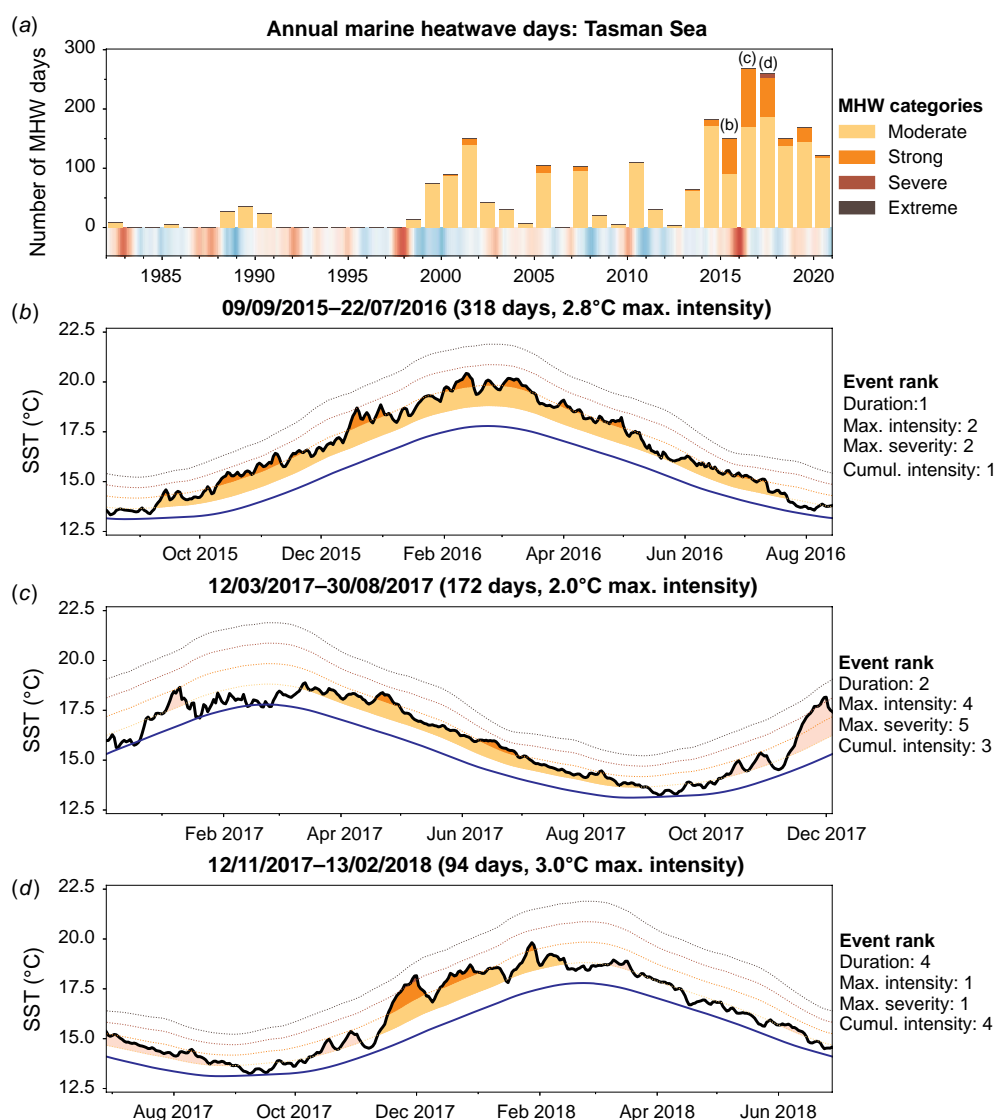 (a)
Annual marine heatwave days: Tasman Sea
Number of MHW days
300
200
100
0
(b)
(c)
(d)
MHW categories
Moderate
Strong
Severe
Extreme
1985 1990 1995 2000 2005 2010 2015 2020
(b)
09/09/2015–22/07/2016 (318 days, 2.8°C max. intensity)
SST (°C)
22.5
20.0
17.5
15.0
12.5
Oct 2015 Dec 2015 Feb 2016 Apr 2016 Jun 2016 Aug 2016
Event rank
Duration:1
Max. intensity: 2
Max. severity: 2
Cumul. intensity: 1
(c)
12/03/2017–30/08/2017 (172 days, 2.0°C max. intensity)
SST (°C)
22.5
20.0
17.5
15.0
12.5
Feb 2017 Apr 2017 Jun 2017 Aug 2017 Oct 2017 Dec 2017
Event rank
Duration: 2
Max. intensity: 4
Max. severity: 5
Cumul. intensity: 3
(d)
12/11/2017–13/02/2018 (94 days, 3.0°C max. intensity)
SST (°C)
22.5
20.0
17.5
15.0
12.5
Aug 2017 Oct 2017 Dec 2017 Feb 2018 Apr 2018 Jun 2018
Event rank
Duration: 4
Max. intensity: 1
Max. severity: 1
Cumul. intensity: 4